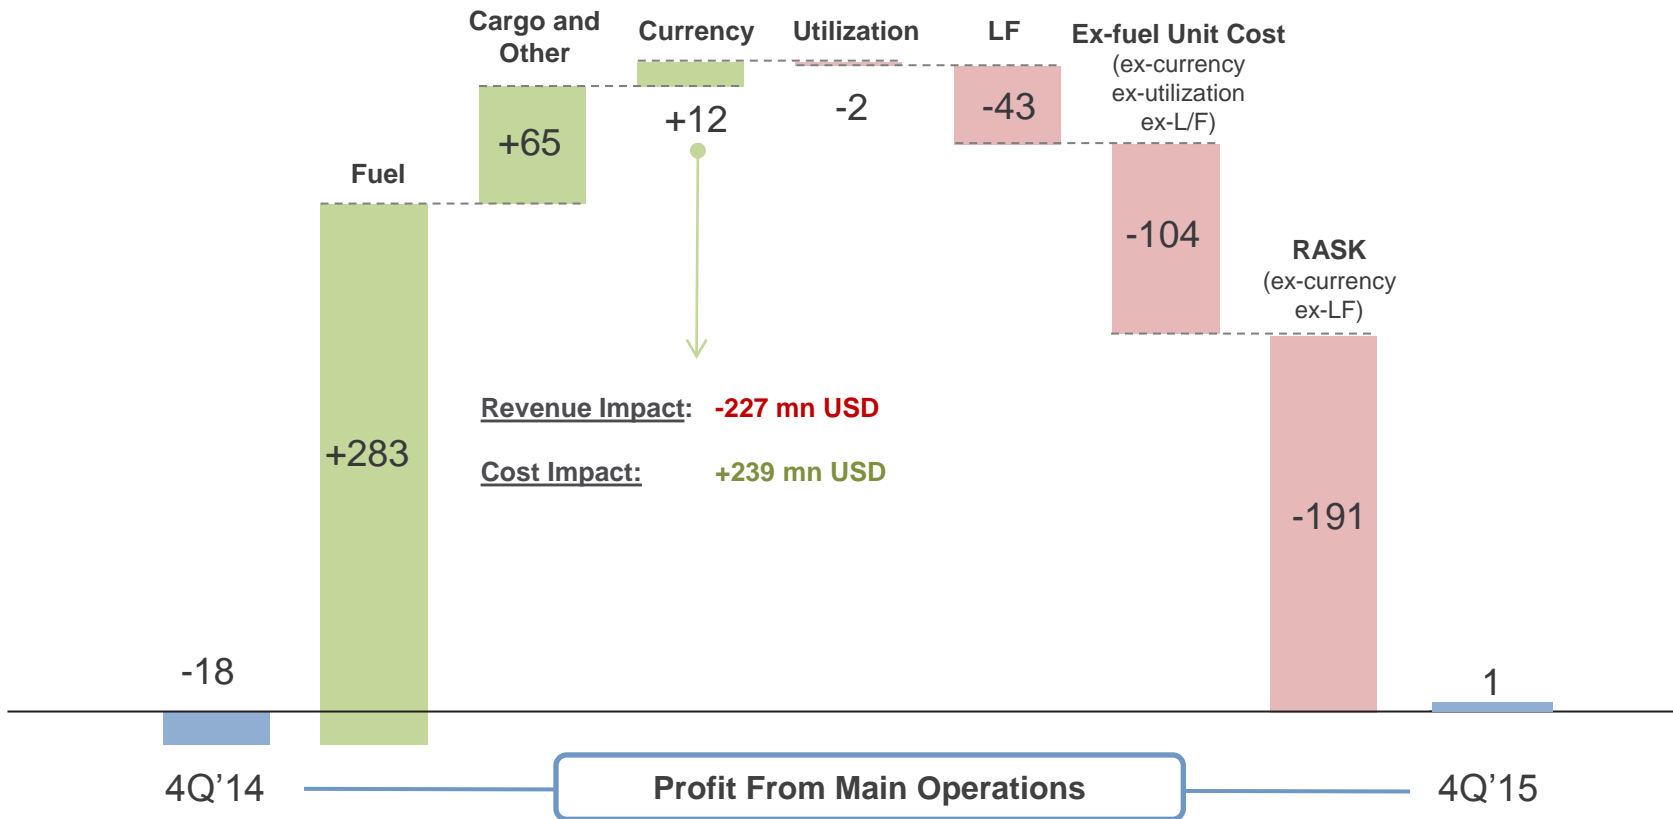 Cargo and
Other
Currency
Utilization
LF
Ex-fuel Unit Cost
(ex-currency
ex-utilization
ex-L/F)
+12
-2
-43
+65
Fuel
-104
RASK
(ex-currency
ex-LF)
Revenue Impact: -227 mn USD
+283
Cost Impact: +239 mn USD
-191
-18
1
4Q’14
Profit From Main Operations
4Q’15